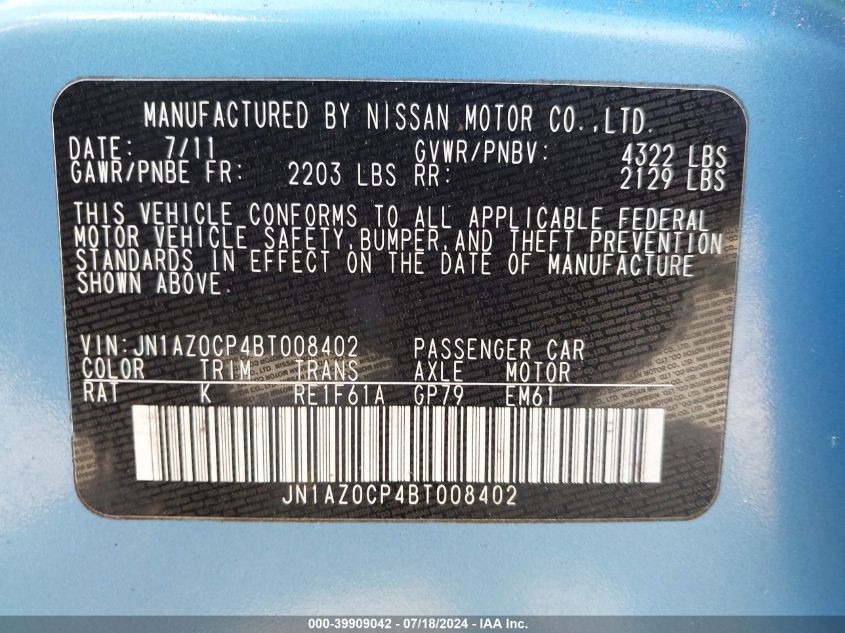 MANUFACTURED BY NISSAN MOTOR CO.,LTD.
DATE: 7/11 GVWR/PNBV: 4322 LBS
GAWR/PNBE FR: 2203 LBS RR: 2129 LBS
THIS VEHICLE CONFORMS TO ALL APPLICABLE FEDERAL
MOTOR VEHICLE SAFETY,BUMPER,AND THEFT PREVENTION
STANDARDS IN EFFECT ON THE DATE OF MANUFACTURE
SHOWN ABOVE.
VIN:JN1AZ0CP4BT008402 PASSENGER CAR
COLOR TRIM TRANS AXLE MOTOR
RAT K RE1F61A GP79 EM61
JN1AZ0CP4BT008402
000-39909042 - 07/18/2024 - IAA Inc.